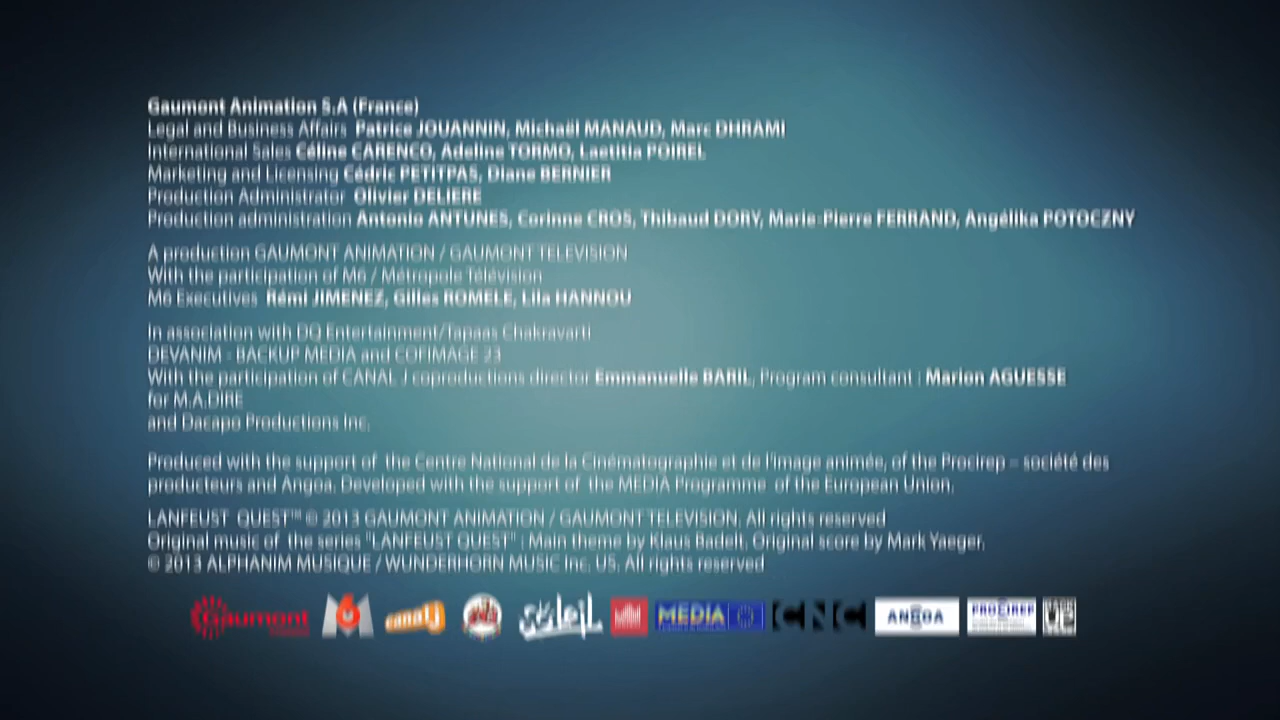 Gaumont Animation S.A (France)
Legal and Business Affairs Patrice JOUANNIN, Michaël MANAUD, Marc DHRAMI
International Sales Céline CARENCO, Adeline TORMO, Laetitia POIREL
Marketing and Licensing Cédric PETITPAS, Diane BERNIER
Production Administrator Olivier DELIERE
Production administration Antonio ANTUNES, Corinne CROS, Thibaud DORY, Marie-Pierre FERRAND, Angélika POTOCZNY
A production GAUMONT ANIMATION / GAUMONT TELEVISION
With the participation of M6 / Métropole Télévision
M6 Executives Rémi JIMENEZ, Gilles ROMELE, Lila HANNOU
In association with DQ Entertainment/Tapaas Chakravarti
DEVANIM - BACKUP MEDIA and COFIMAGE 23
With the participation of CANAL J coproductions director Emmanuelle BARIL, Program consultant : Marion AGUESSE
for M.A.DIRE
and Dacapo Productions Inc.
Produced with the support of the Centre National de la Cinématographie et de l'image animée, of the Procirep – société des
producteurs and Angoa. Developed with the support of the MEDIA Programme of the European Union.
LANFEUST QUEST™ © 2013 GAUMONT ANIMATION / GAUMONT TELEVISION. All rights reserved
Original music of the series "LANFEUST QUEST" : Main theme by Klaus Badelt. Original score by Mark Yaeger.
© 2013 ALPHANIM MUSIQUE / WUNDERHORN MUSIC Inc. US. All rights reserved
Gaumont M6 canal J soleil MEDIA CNC ANGOA PROCIREP